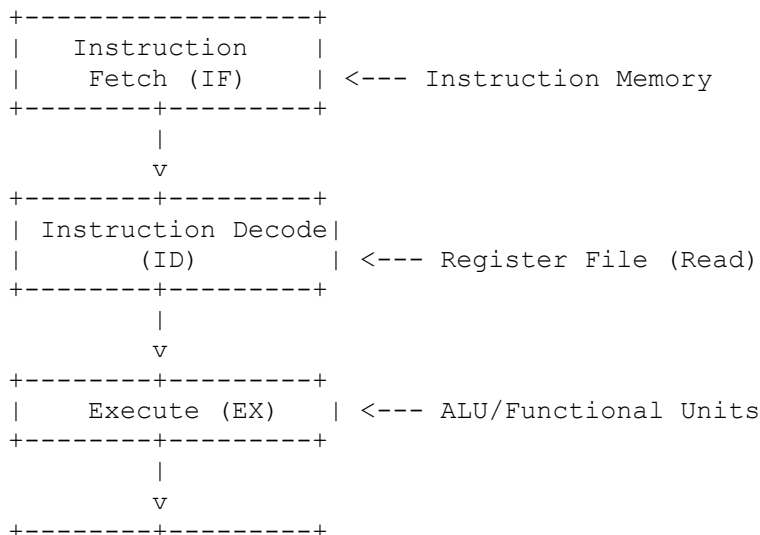 +------------------+
|   Instruction    |
|    Fetch (IF)    | <--- Instruction Memory
+--------+---------+
         |
         v
+--------+---------+
| Instruction Decode|
|       (ID)        | <--- Register File (Read)
+--------+---------+
         |
         v
+--------+---------+
|    Execute (EX)   | <--- ALU/Functional Units
+--------+---------+
         |
         v
+--------+---------+